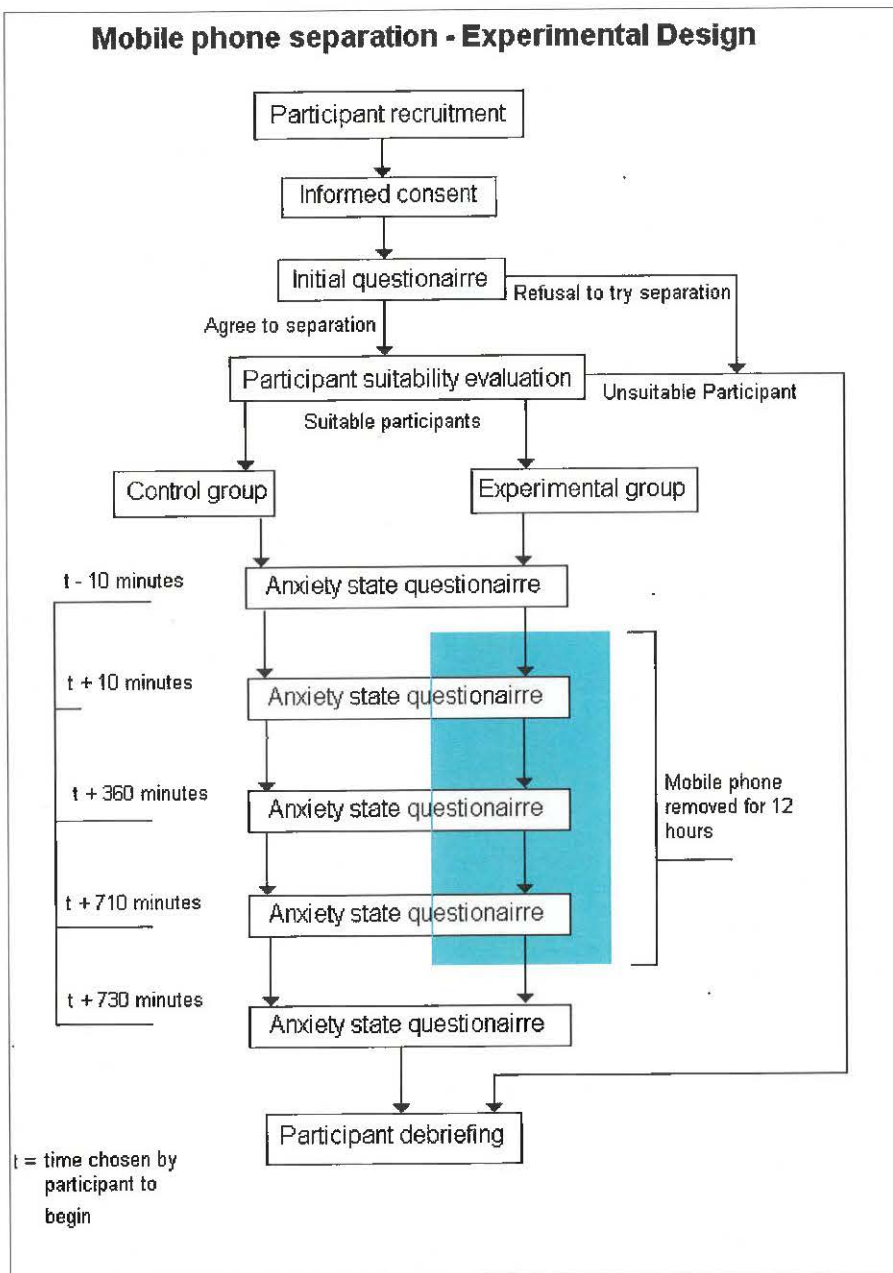 Mobile phone separation - Experimental Design
Participant recruitment
Informed consent
Initial questionairre
Refusal to try separation
Agree to separation
Participant suitability evaluation
Unsuitable Participant
Suitable participants
Control group
Experimental group
t - 10 minutes
Anxiety state questionairre
t + 10 minutes
Anxiety state questionairre
t + 360 minutes
Anxiety state questionairre
Mobile phone
removed for 12
hours
t + 710 minutes
Anxiety state questionairre
t + 730 minutes
Anxiety state questionairre
Participant debriefing
t = time chosen by
participant to
begin